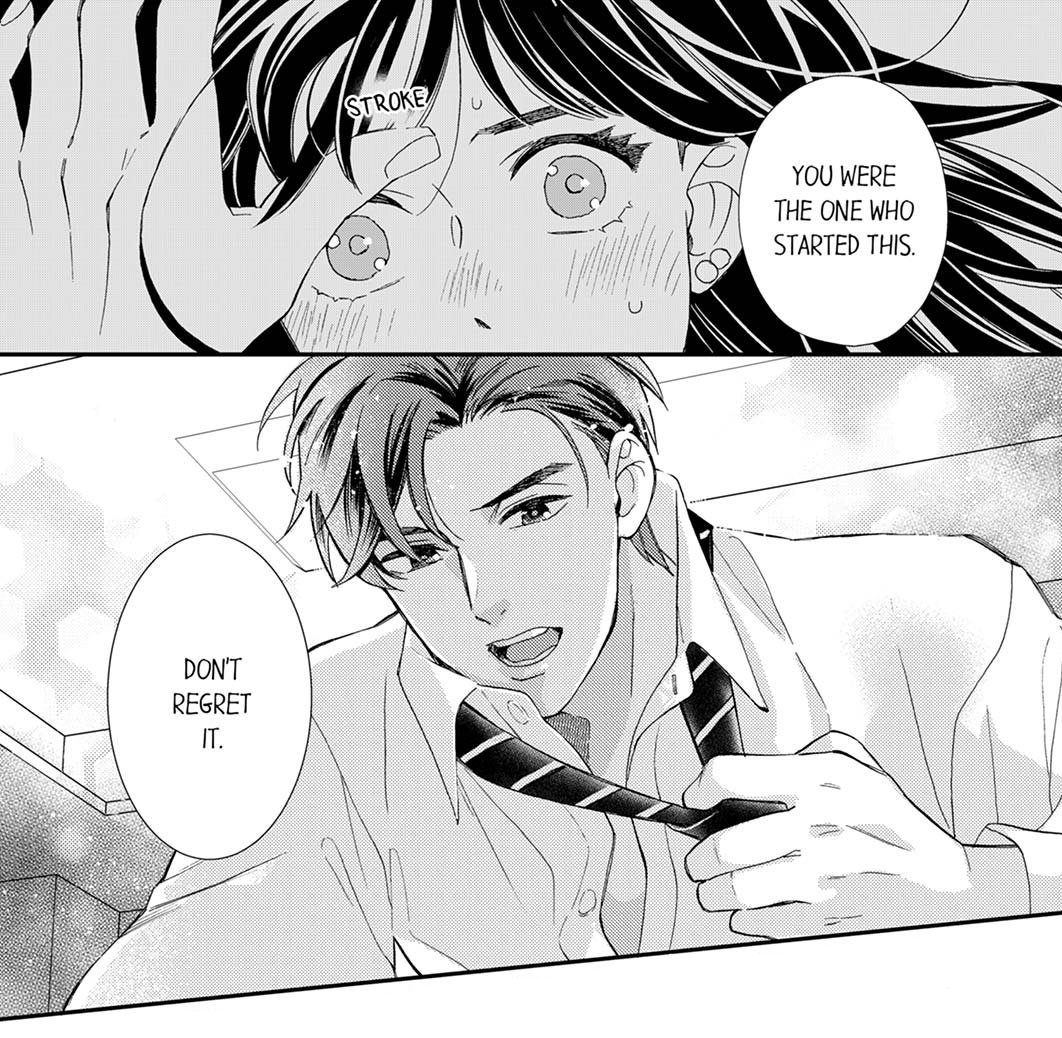 STROKE
YOU WERE
THE ONE WHO
STARTED THIS.
DON'T
REGRET
IT.